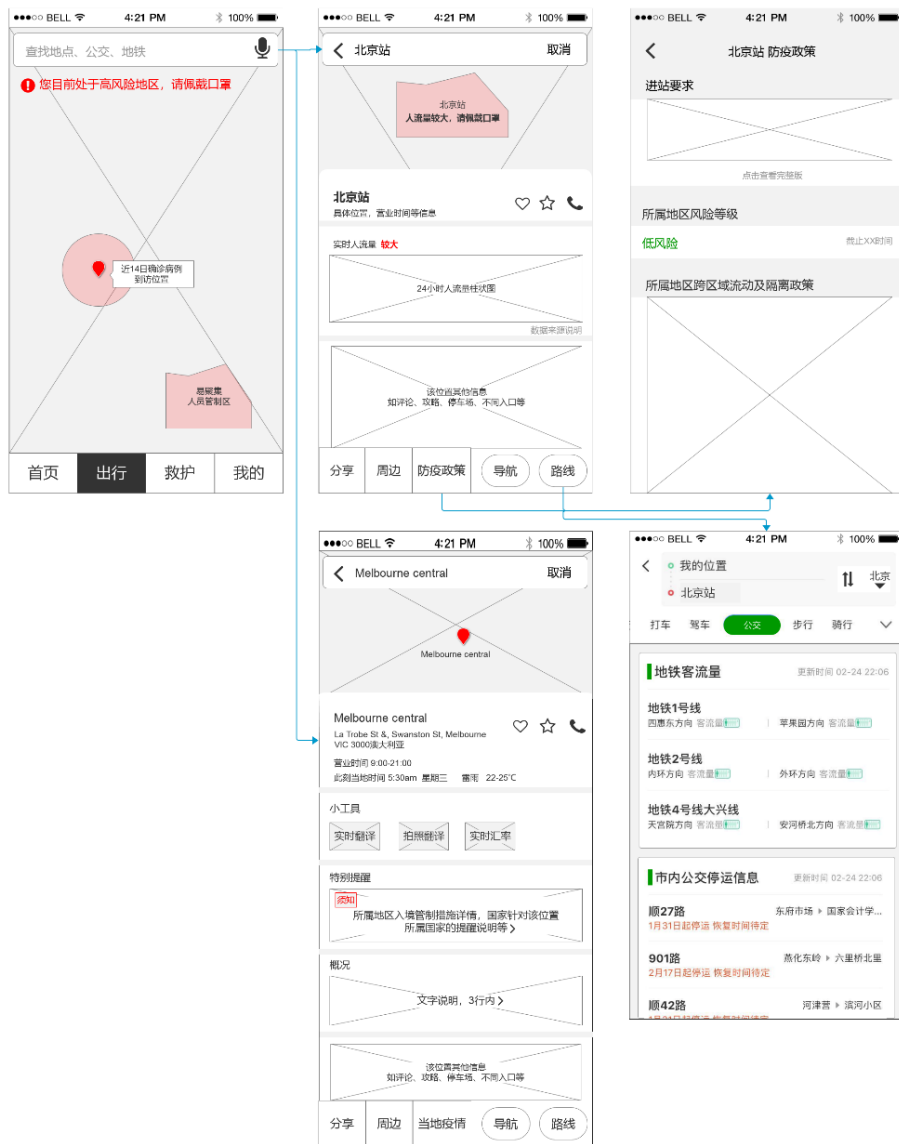 ●●●○○ BELL 4:21 PM 100%
查找地点、公交、地铁
您目前处于高风险地区，请佩戴口罩
近14日确诊病例
到访位置
易聚集
人员管制区
首页 出行 救护 我的
●●●○○ BELL 4:21 PM 100%
北京站 取消
北京站
人流量较大，请佩戴口罩
北京站
具体位置，营业时间等信息
实时人流量 较大
24小时人流量柱状图
数据来源说明
该位置其他信息
如评论、攻略、停车场、不同入口等
分享 周边 防疫政策 导航 路线
●●●○○ BELL 4:21 PM 100%
北京站 防疫政策
进站要求
点击查看完整版
所属地区风险等级
低风险 截止XX时间
所属地区跨区域流动及隔离政策
●●●○○ BELL 4:21 PM 100%
Melbourne central 取消
Melbourne central
Melbourne central
La Trobe St &, Swanston St, Melbourne
VIC 3000澳大利亚
营业时间 9:00-21:00
此刻当地时间 5:30am 星期三 雷雨 22-25°C
小工具
实时翻译 拍照翻译 实时汇率
特别提醒
须知
所属地区入境管制措施详情，国家针对该位置
所属国家的提醒说明等
概况
文字说明，3行内
该位置其他信息
如评论、攻略、停车场、不同入口等
分享 周边 当地疫情 导航 路线
●●●○○ BELL 4:21 PM 100%
我的位置
北京站
北京
打车 驾车 公交 步行 骑行
地铁客流量 更新时间 02-24 22:06
地铁1号线
四惠东方向 客流量 苹果园方向 客流量
地铁2号线
内环方向 客流量 外环方向 客流量
地铁4号线大兴线
天宫院方向 客流量 安河桥北方向 客流量
市内公交停运信息 更新时间 02-24 22:06
顺27路 东府市场 ▸ 国家会计学...
1月31日起停运 恢复时间待定
901路 燕化东岭 ▸ 六里桥北里
2月17日起停运 恢复时间待定
顺42路 河津营 ▸ 滨河小区